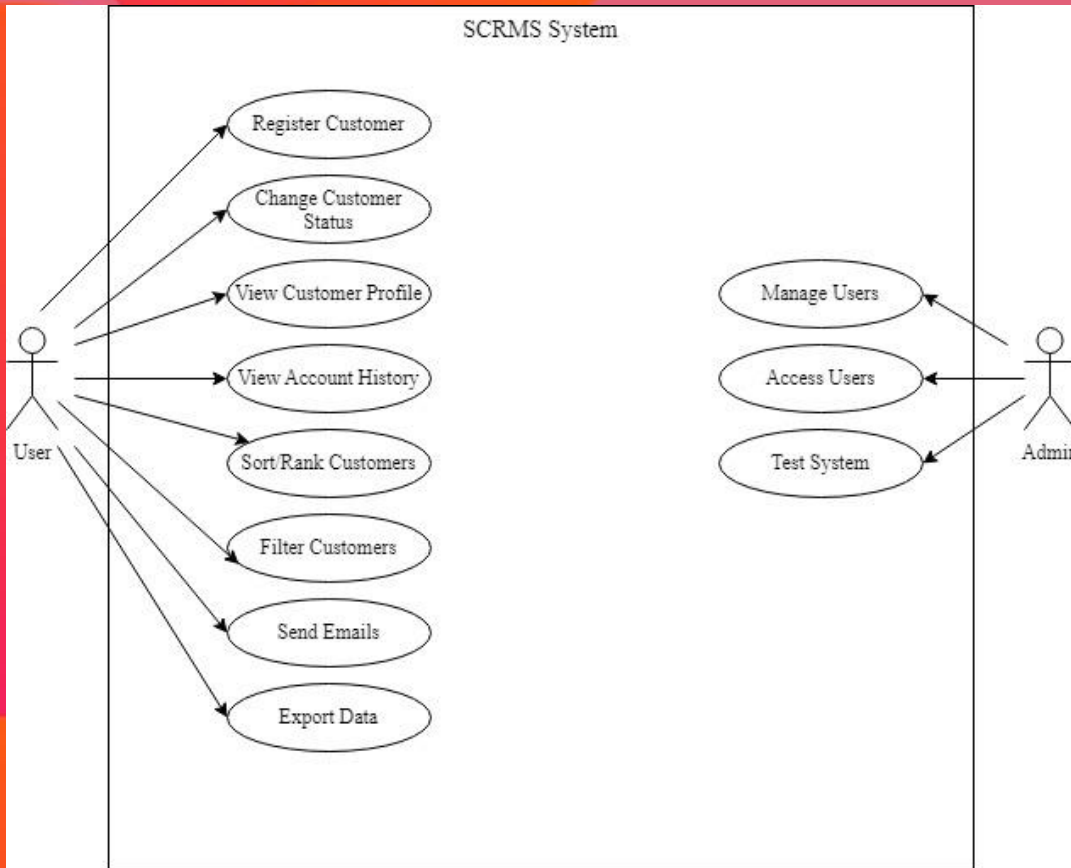 SCRMS System
Register Customer
Change Customer
Status
View Customer Profile
View Account History
Sort/Rank Customers
Filter Customers
Send Emails
Export Data
User
Manage Users
Access Users
Test System
Admin